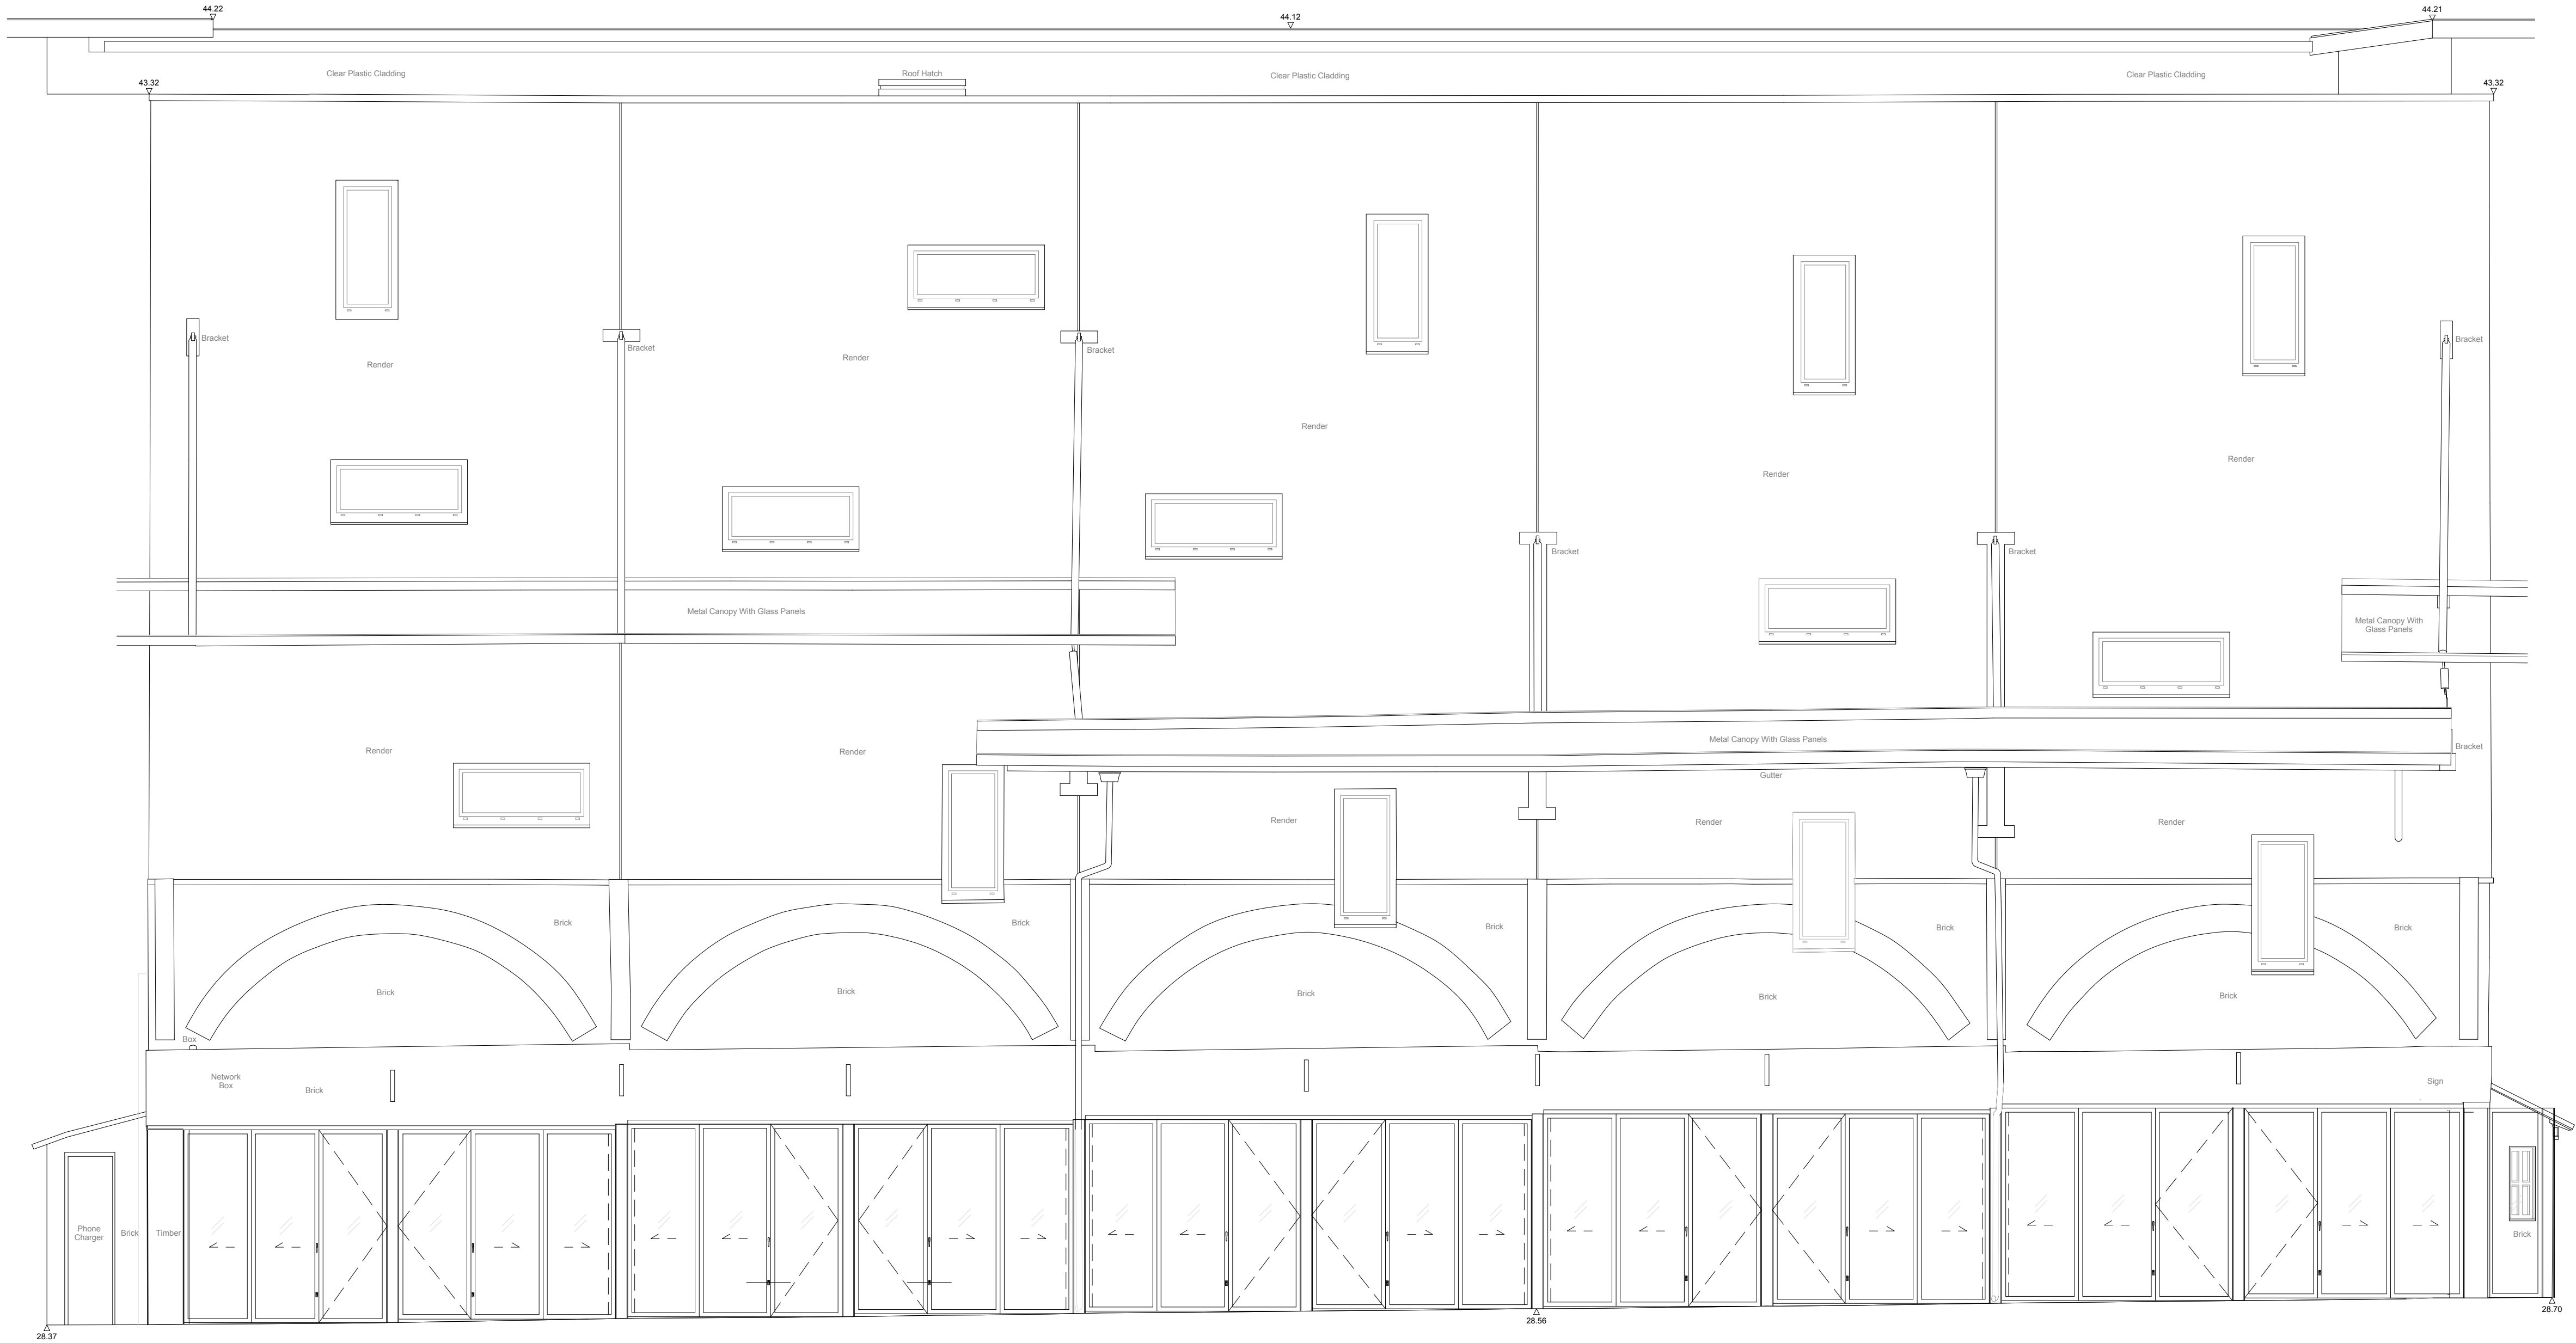 44.22
44.12
44.21
Clear Plastic Cladding
Roof Hatch
Clear Plastic Cladding
Clear Plastic Cladding
43.32
43.32
Bracket
Bracket
Bracket
Bracket
Render
Render
Render
Render
Render
Bracket
Bracket
Metal Canopy With Glass Panels
Metal Canopy With
Glass Panels
Metal Canopy With Glass Panels
Bracket
Render
Render
Gutter
Render
Render
Render
Brick
Brick
Brick
Brick
Brick
Brick
Brick
Brick
Brick
Brick
Box
Network
Box
Brick
Sign
Phone
Charger
Brick
Timber
Brick
28.37
28.56
28.70